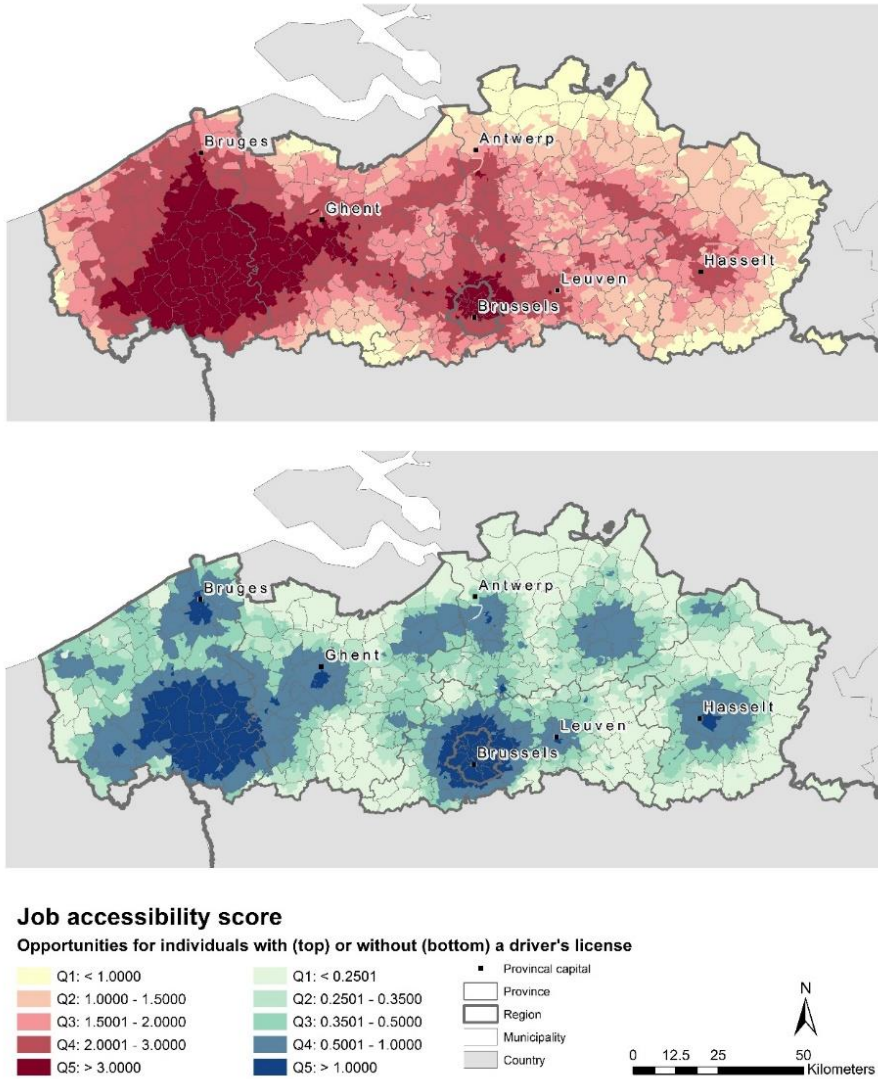 Bruges
Antwerp
Ghent
Hasselt
Leuven
Brussels
Bruges
Antwerp
Ghent
Hasselt
Leuven
Brussels
Job accessibility score
Opportunities for individuals with (top) or without (bottom) a driver's license
Q1: < 1.0000
Q2: 1.0000 - 1.5000
Q3: 1.5001 - 2.0000
Q4: 2.0001 - 3.0000
Q5: > 3.0000
Q1: < 0.2501
Q2: 0.2501 - 0.3500
Q3: 0.3501 - 0.5000
Q4: 0.5001 - 1.0000
Q5: > 1.0000
Provincal capital
Province
Region
Municipality
Country
N
0 12.5 25 50
Kilometers